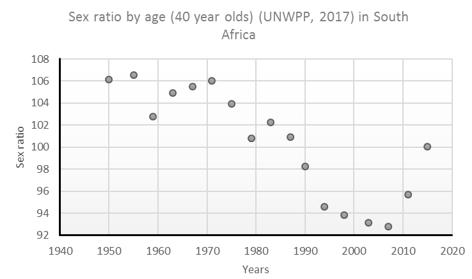 Sex ratio by age (40 year olds) (UNWPP, 2017) in South
Africa
108
106
104
102
100
98
96
94
92
Sex ratio
1940 1950 1960 1970 1980 1990 2000 2010 2020
Years